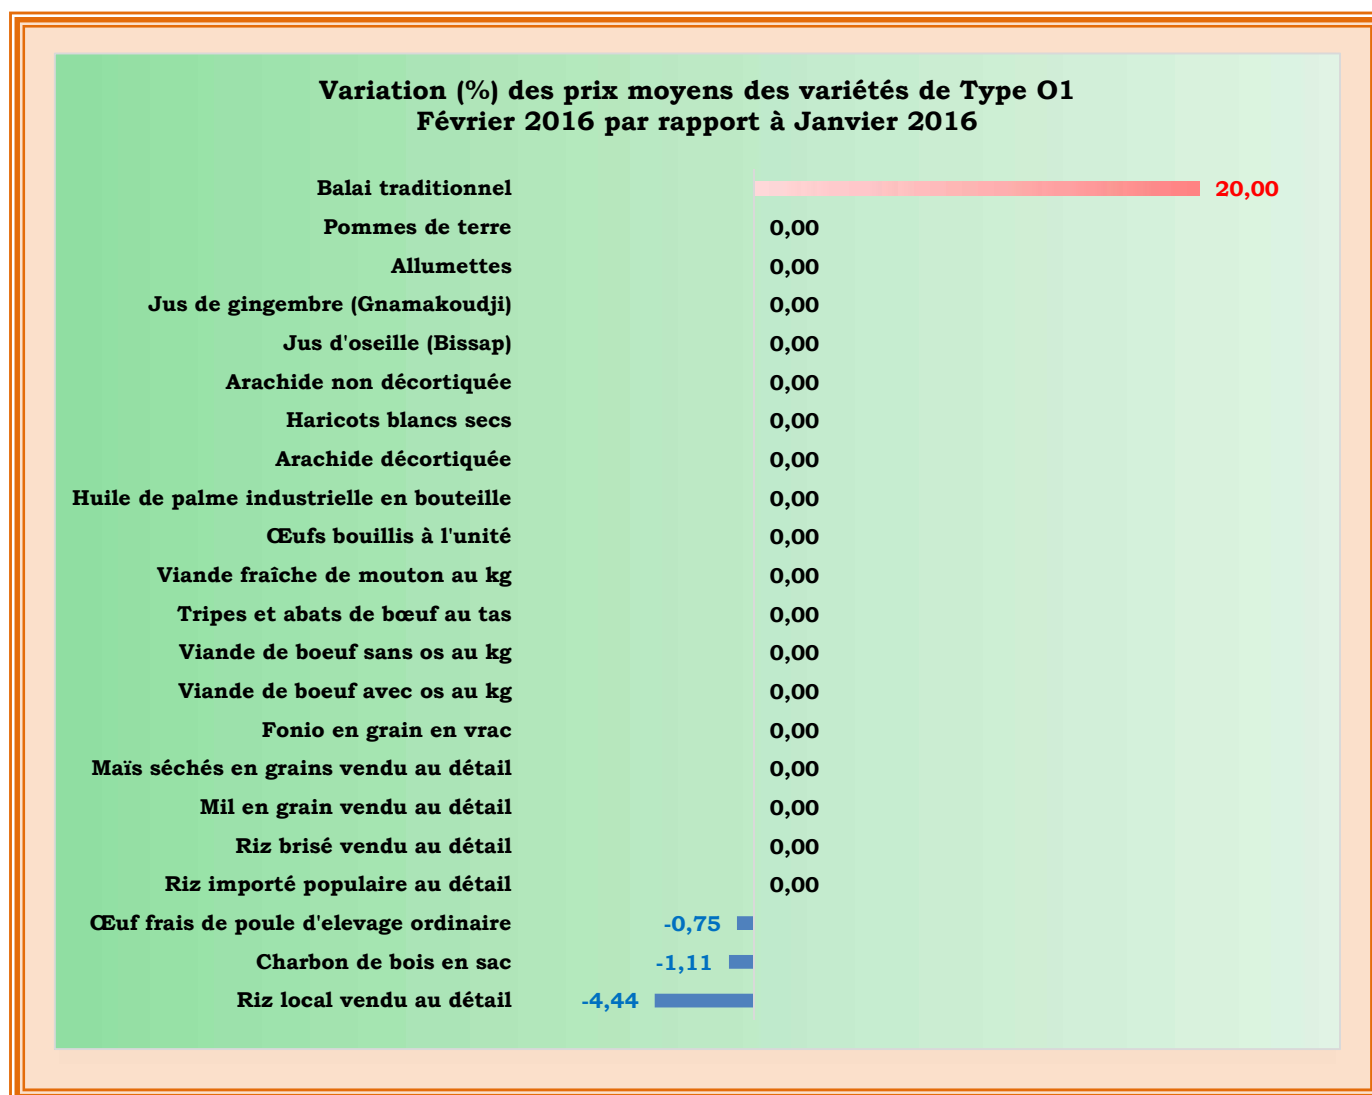 Variation (%) des prix moyens des variétés de Type O1
Février 2016 par rapport à Janvier 2016
Balai traditionnel 20,00
Pommes de terre 0,00
Allumettes 0,00
Jus de gingembre (Gnamakoudji) 0,00
Jus d'oseille (Bissap) 0,00
Arachide non décortiquée 0,00
Haricots blancs secs 0,00
Arachide décortiquée 0,00
Huile de palme industrielle en bouteille 0,00
Œufs bouillis à l'unité 0,00
Viande fraîche de mouton au kg 0,00
Tripes et abats de bœuf au tas 0,00
Viande de boeuf sans os au kg 0,00
Viande de boeuf avec os au kg 0,00
Fonio en grain en vrac 0,00
Maïs séchés en grains vendu au détail 0,00
Mil en grain vendu au détail 0,00
Riz brisé vendu au détail 0,00
Riz importé populaire au détail 0,00
Œuf frais de poule d'elevage ordinaire -0,75
Charbon de bois en sac -1,11
Riz local vendu au détail -4,44